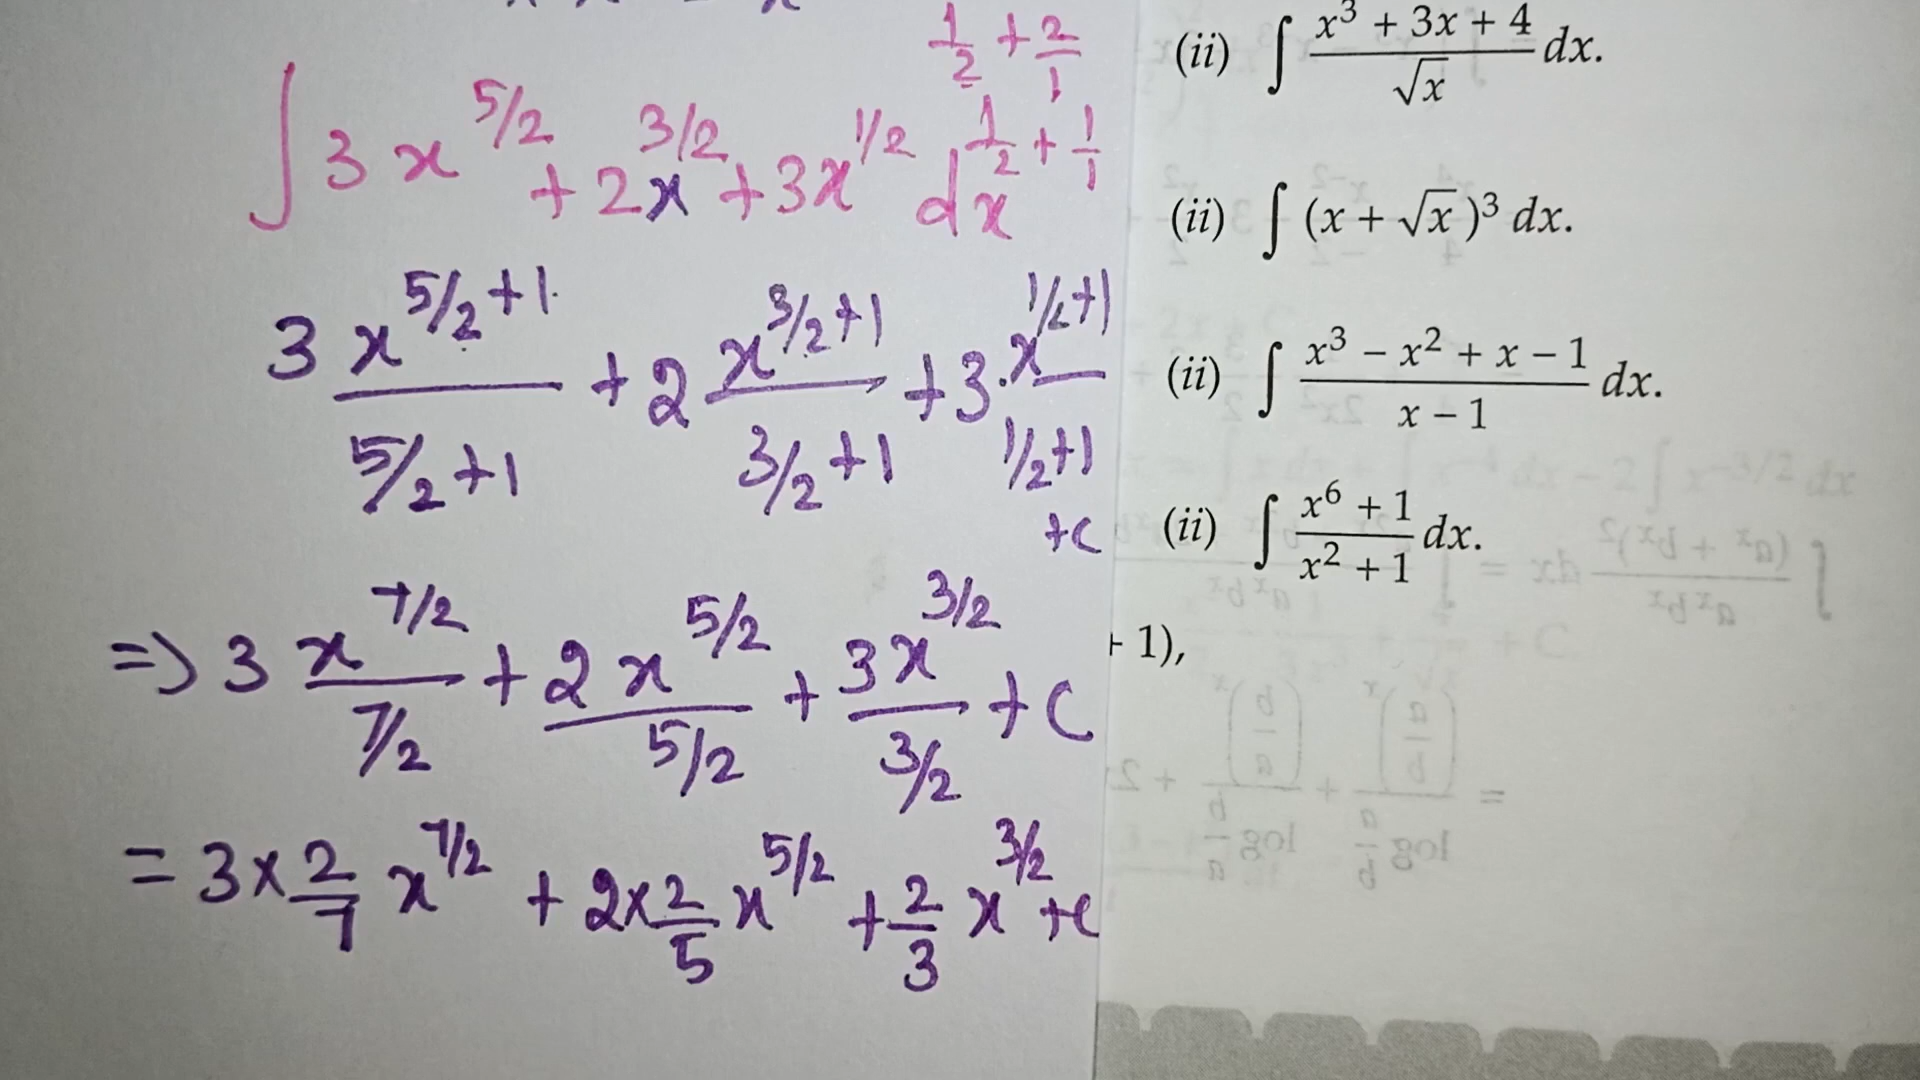 1/2 + 2/1
∫ 3x^{5/2} + 2x^{3/2} + 3x^{1/2} dx
1/2 + 1/1
3 x^{5/2+1}/(5/2+1) + 2 x^{3/2+1}/(3/2+1) + 3·x^{1/2+1}/(1/2+1)
+c
=> 3 x^{7/2}/(7/2) + 2x^{5/2}/(5/2) + 3x^{3/2}/(3/2) + c
= 3 × 2/7 x^{7/2} + 2 × 2/5 x^{5/2} + 2/3 x^{3/2} + c
(ii) ∫ (x³ + 3x + 4)/√x dx.
(ii) ∫ (x + √x)³ dx.
(ii) ∫ (x³ – x² + x – 1)/(x – 1) dx.
(ii) ∫ (x⁶ + 1)/(x² + 1) dx.
+ 1),